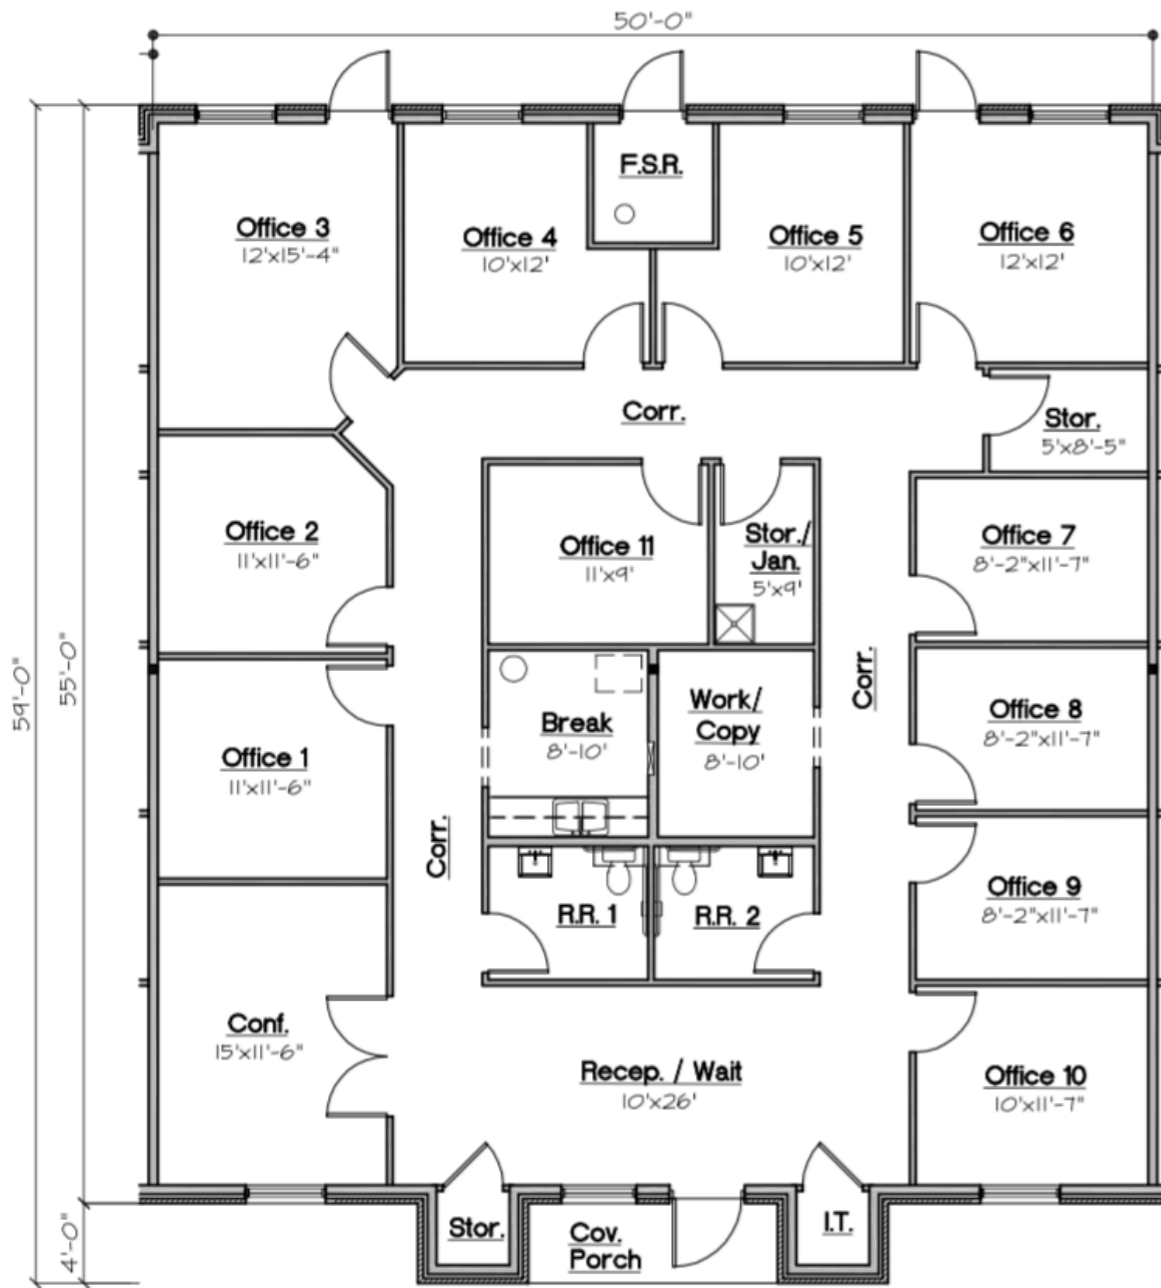 50'-0"
F.S.R.
Office 3
12'x15'-4"
Office 4
10'x12'
Office 5
10'x12'
Office 6
12'x12'
Corr.
Stor.
5'x8'-5"
Office 2
11'x11'-6"
Office 11
11'x9'
Stor./
Jan.
5'x9'
Office 7
8'-2"x11'-7"
59'-0"
55'-0"
Corr.
Office 1
11'x11'-6"
Break
8'-10'
Work/
Copy
8'-10'
Office 8
8'-2"x11'-7"
Corr.
R.R. 1
R.R. 2
Office 9
8'-2"x11'-7"
Conf.
15'x11'-6"
Recep. / Wait
10'x26'
Office 10
10'x11'-7"
4'-0"
Stor.
Cov.
Porch
I.T.